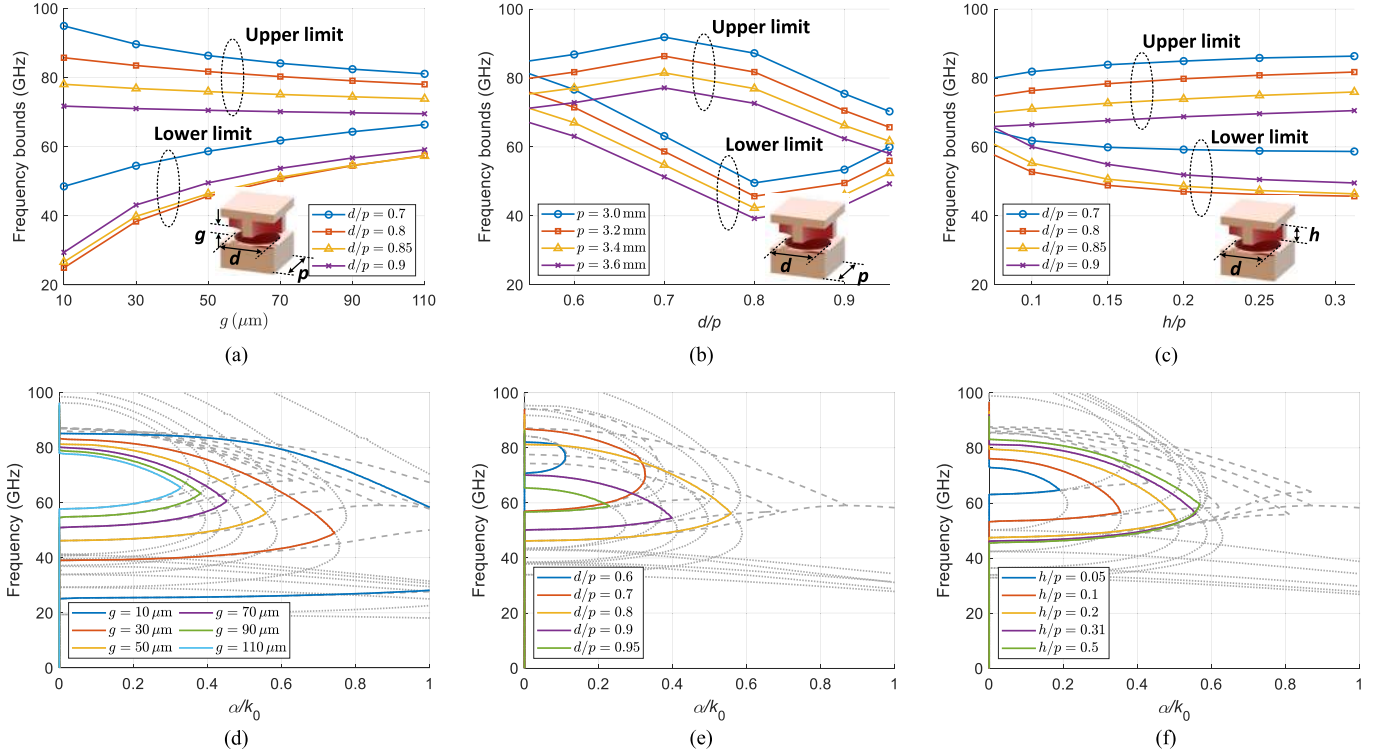 Frequency bounds (GHz)
100
80
60
40
20
Upper limit
Lower limit
g
d
p
d/p = 0.7
d/p = 0.8
d/p = 0.85
d/p = 0.9
10
30
50
70
90
110
g (μm)
(a)
Frequency bounds (GHz)
100
80
60
40
20
Upper limit
Lower limit
p = 3.0 mm
p = 3.2 mm
p = 3.4 mm
p = 3.6 mm
d
p
0.6
0.7
0.8
0.9
d/p
(b)
Frequency bounds (GHz)
100
80
60
40
20
Upper limit
Lower limit
d/p = 0.7
d/p = 0.8
d/p = 0.85
d/p = 0.9
h
d
0.1
0.15
0.2
0.25
0.3
h/p
(c)
Frequency (GHz)
100
80
60
40
20
0
g = 10 μm
g = 30 μm
g = 50 μm
g = 70 μm
g = 90 μm
g = 110 μm
0
0.2
0.4
0.6
0.8
1
α/k0
(d)
Frequency (GHz)
100
80
60
40
20
0
d/p = 0.6
d/p = 0.7
d/p = 0.8
d/p = 0.9
d/p = 0.95
0
0.2
0.4
0.6
0.8
1
α/k0
(e)
Frequency (GHz)
100
80
60
40
20
0
h/p = 0.05
h/p = 0.1
h/p = 0.2
h/p = 0.31
h/p = 0.5
0
0.2
0.4
0.6
0.8
1
α/k0
(f)